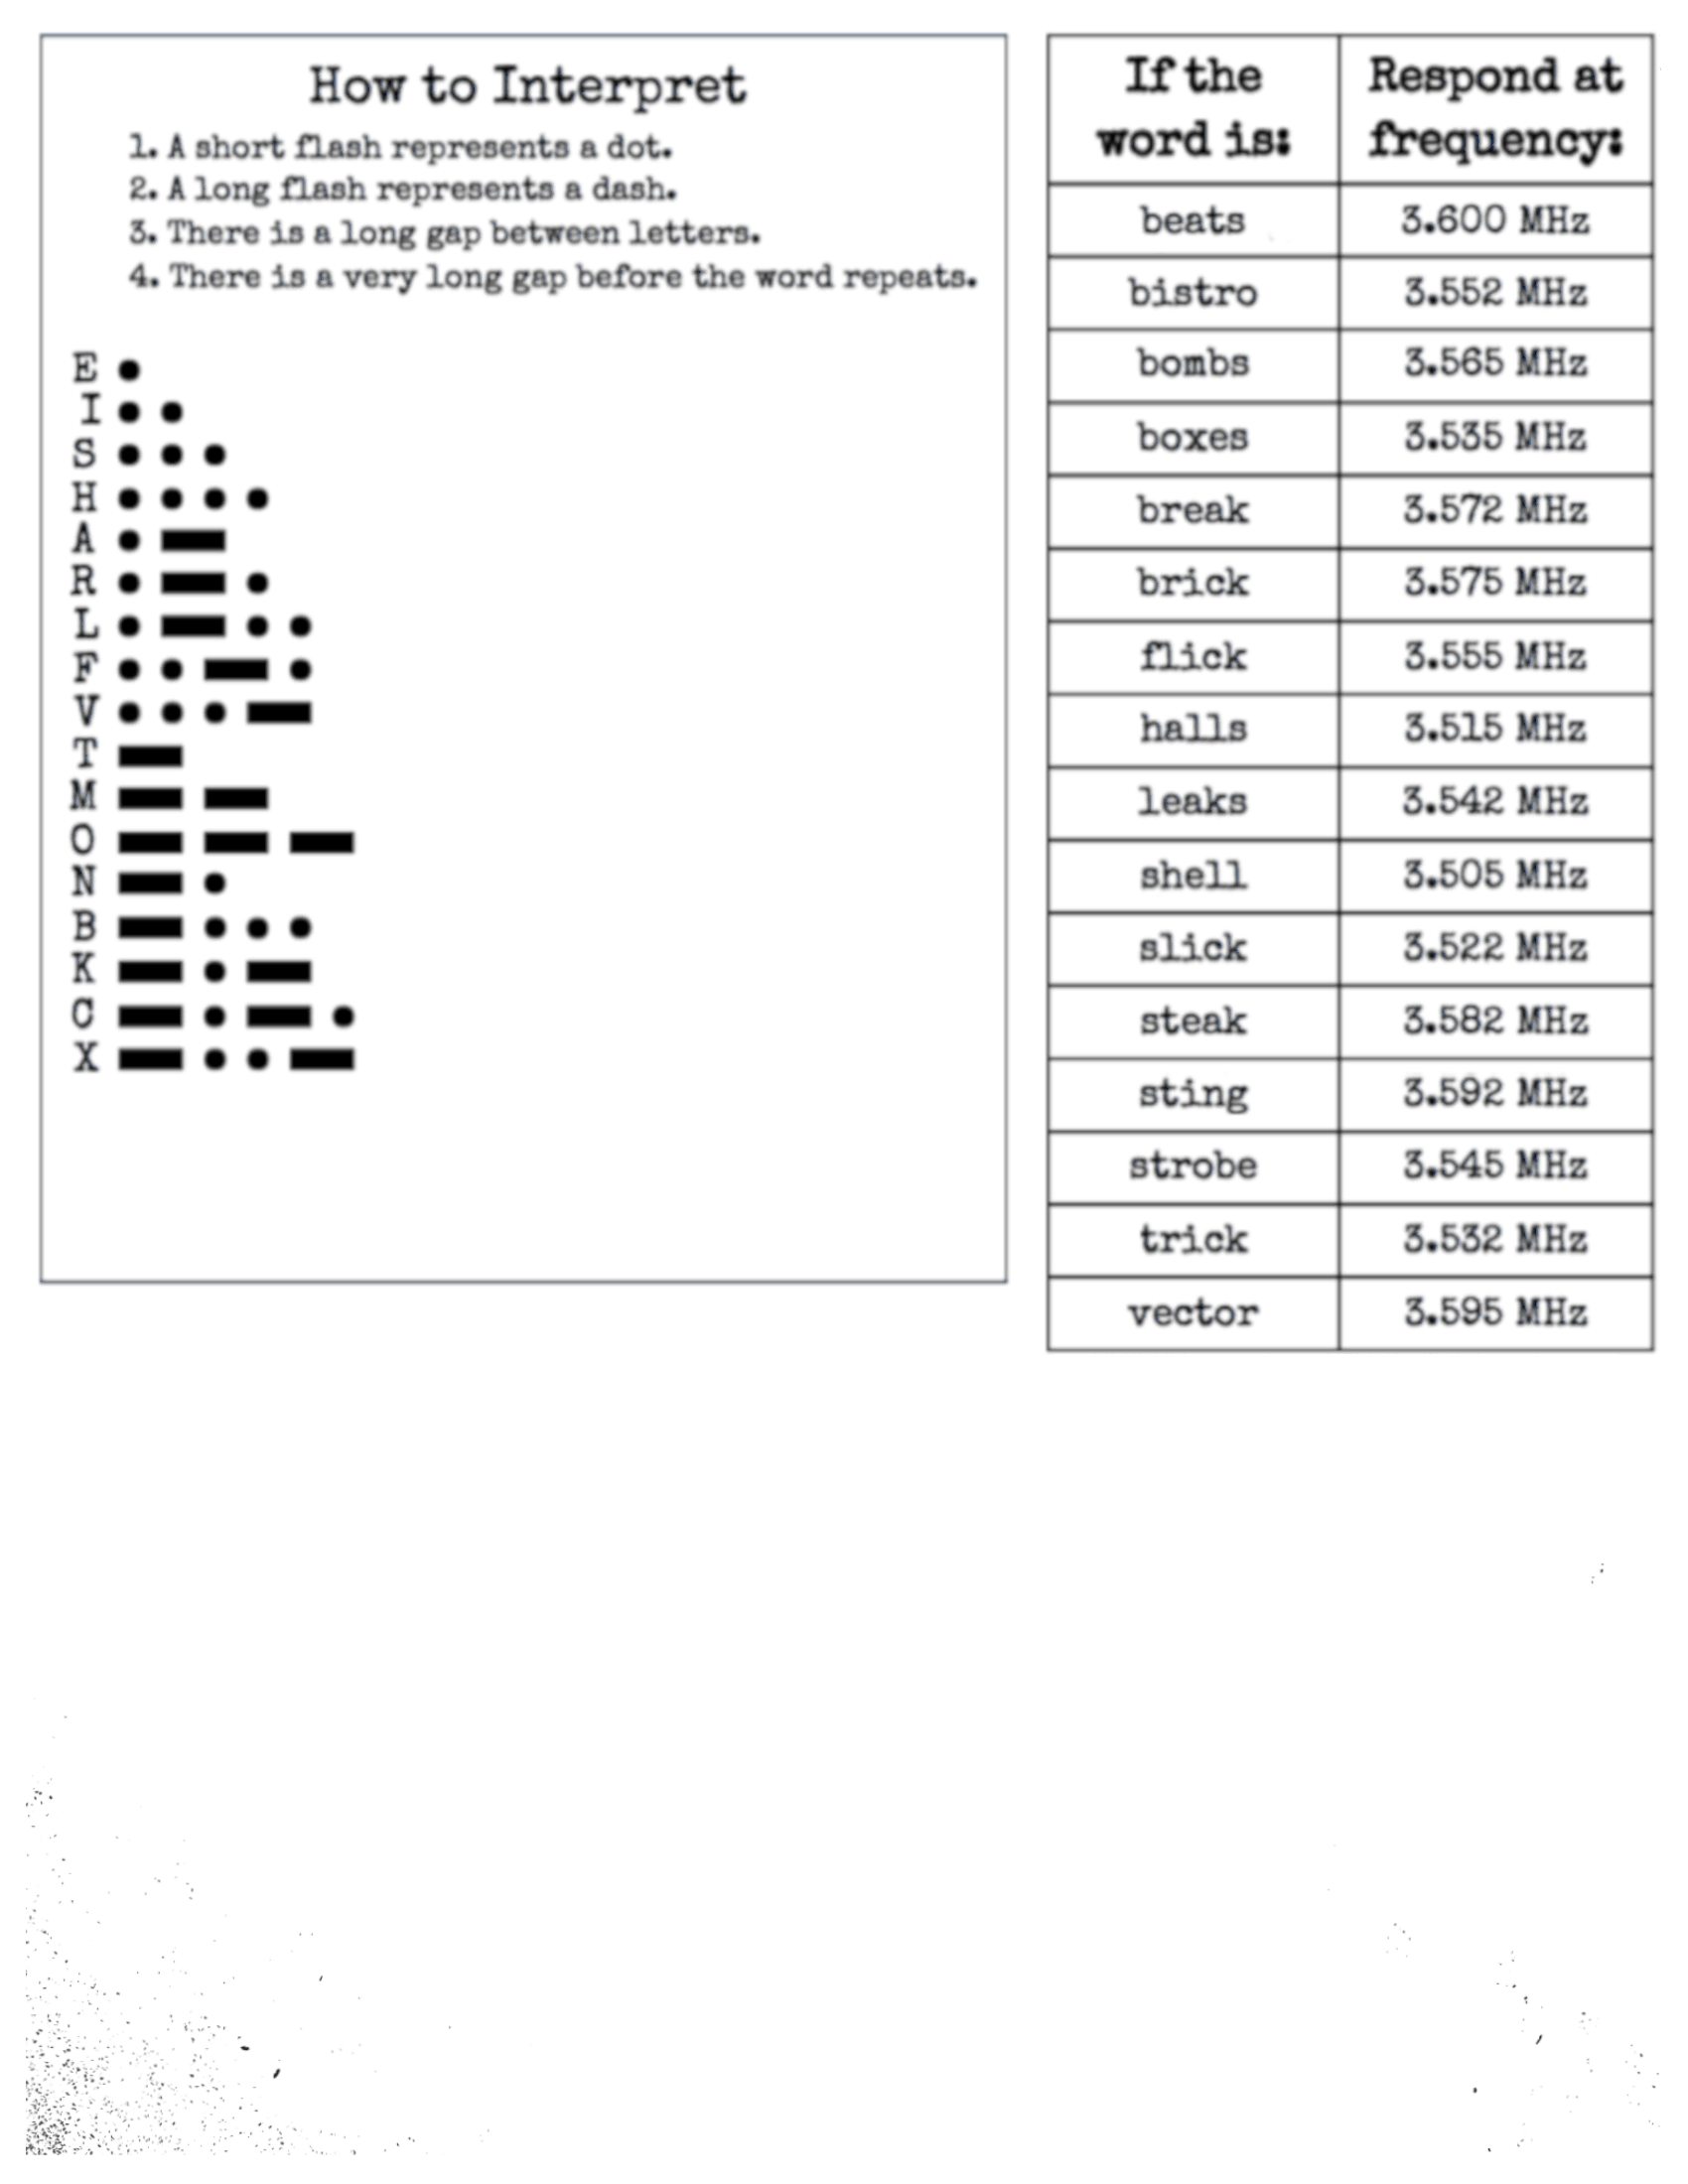 How to Interpret
1. A short flash represents a dot.
2. A long flash represents a dash.
3. There is a long gap between letters.
4. There is a very long gap before the word repeats.
E
I
S
H
A
R
L
F
V
T
M
O
N
B
K
C
X
If the word is: Respond at frequency:
beats 3.600 MHz
bistro 3.552 MHz
bombs 3.565 MHz
boxes 3.535 MHz
break 3.572 MHz
brick 3.575 MHz
flick 3.555 MHz
halls 3.515 MHz
leaks 3.542 MHz
shell 3.505 MHz
slick 3.522 MHz
steak 3.582 MHz
sting 3.592 MHz
strobe 3.545 MHz
trick 3.532 MHz
vector 3.595 MHz